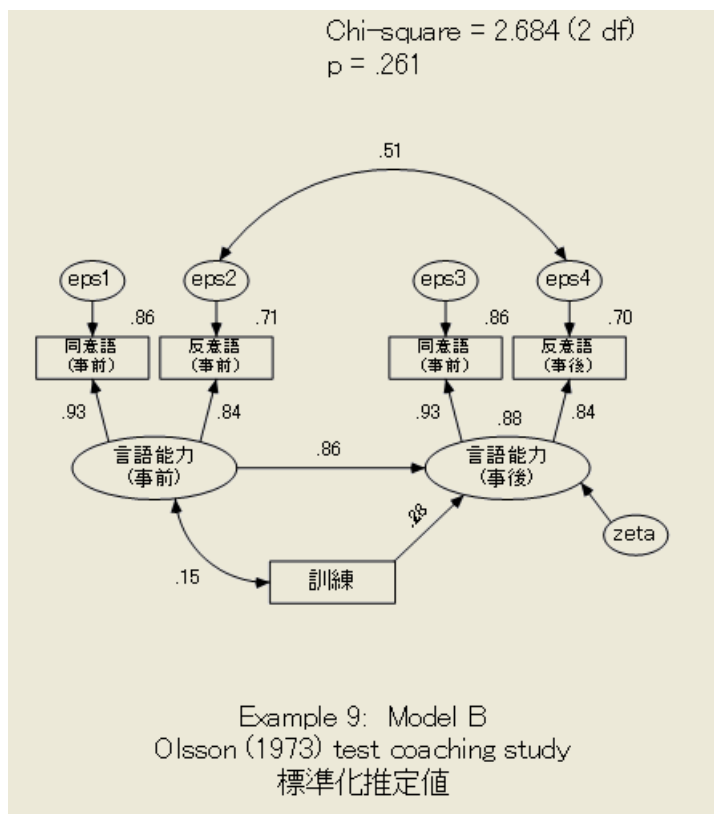 Chi-square = 2.684 (2 df)
p = .261
.51
eps1
eps2
eps3
eps4
.86
.71
.86
.70
同意語
(事前)
反意語
(事前)
同意語
(事前)
反意語
(事後)
.93
.84
.93
.88
.84
言語能力
(事前)
.86
言語能力
(事後)
zeta
.15
訓練
Example 9: Model B
Olsson (1973) test coaching study
標準化推定値